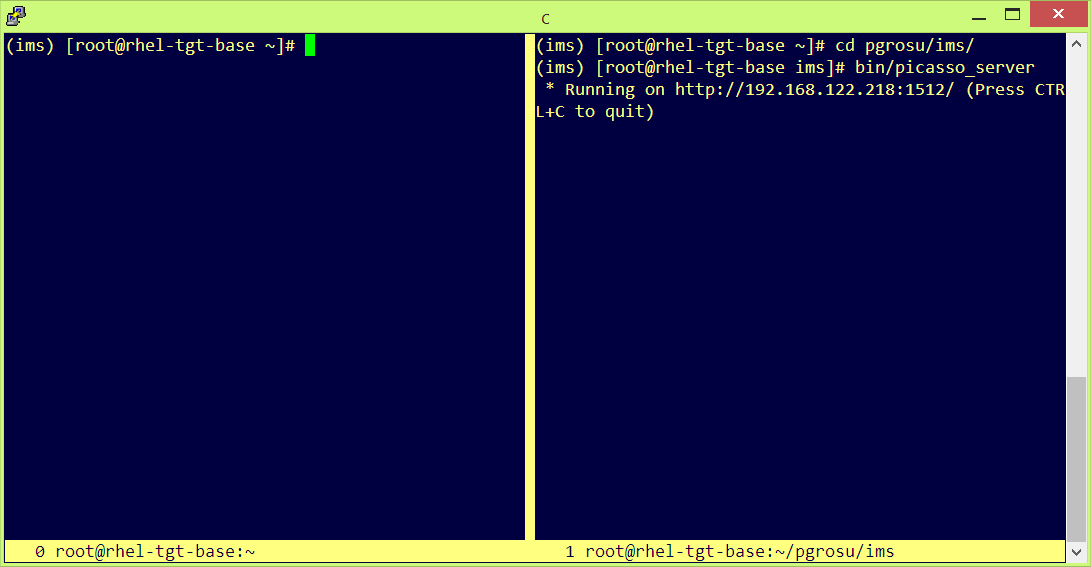 C
(ims) [root@rhel-tgt-base ~]#
(ims) [root@rhel-tgt-base ~]# cd pgrosu/ims/
(ims) [root@rhel-tgt-base ims]# bin/picasso_server
 * Running on http://192.168.122.218:1512/ (Press CTR
L+C to quit)
0 root@rhel-tgt-base:~
1 root@rhel-tgt-base:~/pgrosu/ims